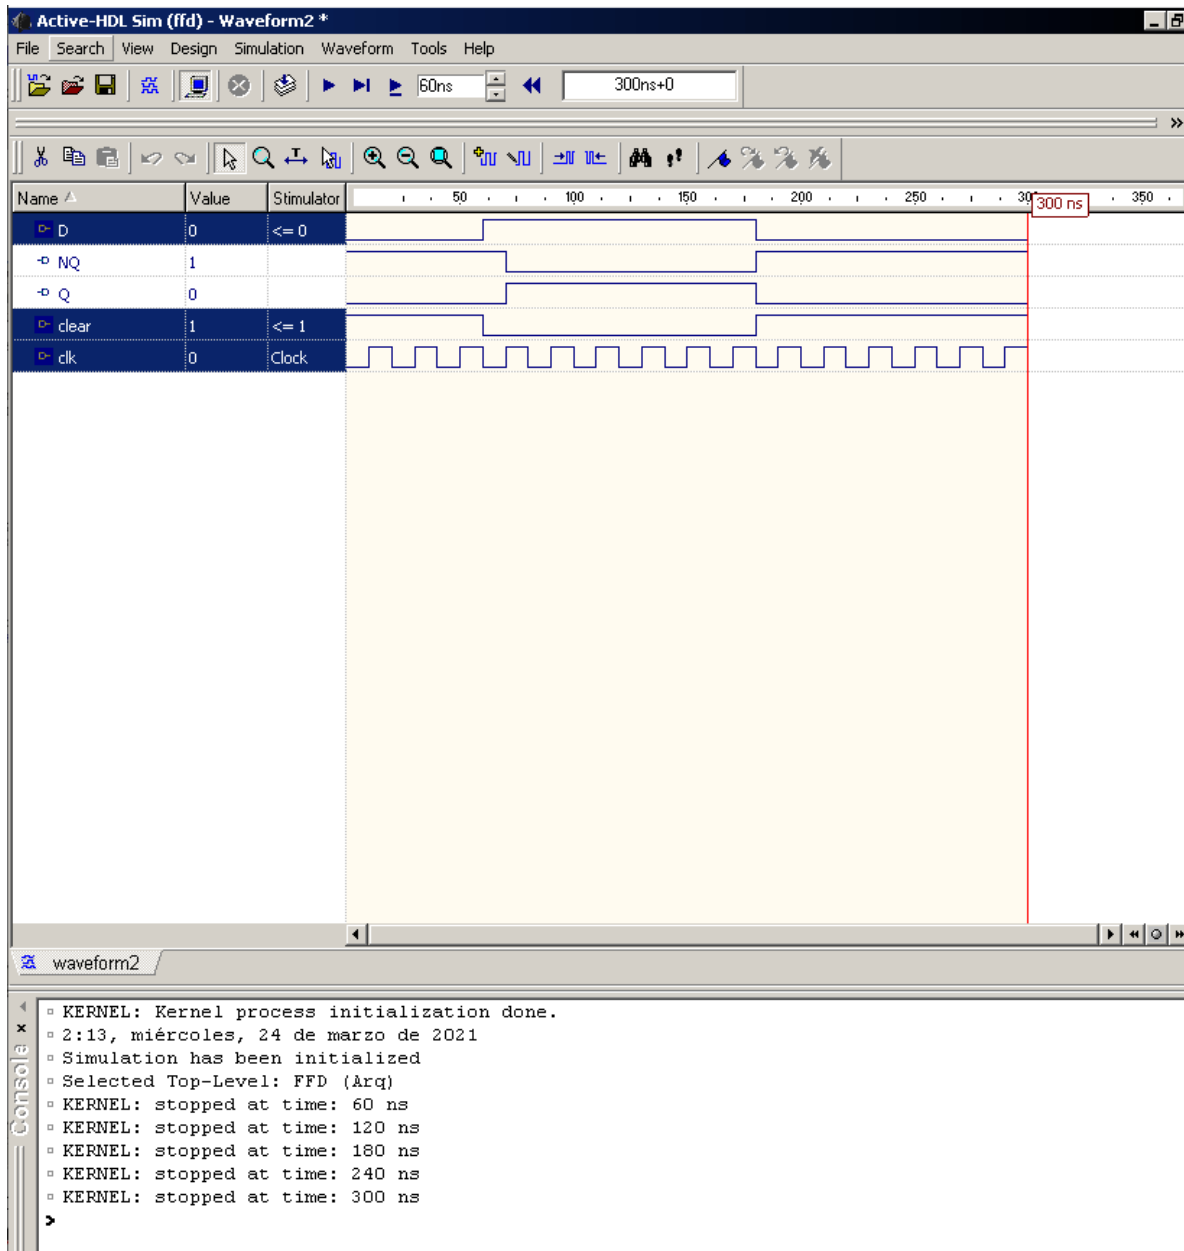 Active-HDL Sim (ffd) - Waveform2 *
File Search View Design Simulation Waveform Tools Help
60ns 300ns+0
Name Value Stimulator 50 100 150 200 250 300 ns 350
D 0 <= 0
NQ 1
Q 0
clear 1 <= 1
clk 0 Clock
waveform2
Console
KERNEL: Kernel process initialization done.
2:13, miércoles, 24 de marzo de 2021
Simulation has been initialized
Selected Top-Level: FFD (Arq)
KERNEL: stopped at time: 60 ns
KERNEL: stopped at time: 120 ns
KERNEL: stopped at time: 180 ns
KERNEL: stopped at time: 240 ns
KERNEL: stopped at time: 300 ns
>